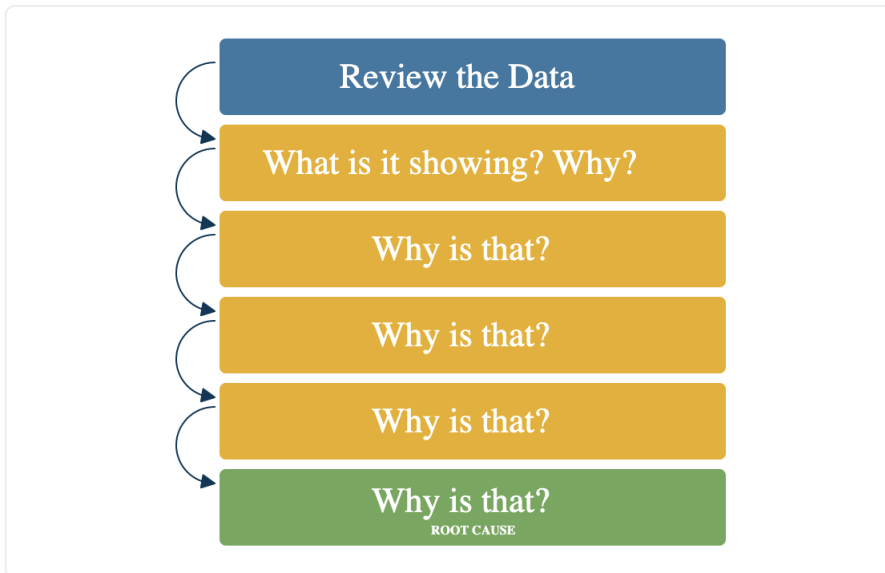 Review the Data
What is it showing? Why?
Why is that?
Why is that?
Why is that?
Why is that?
ROOT CAUSE